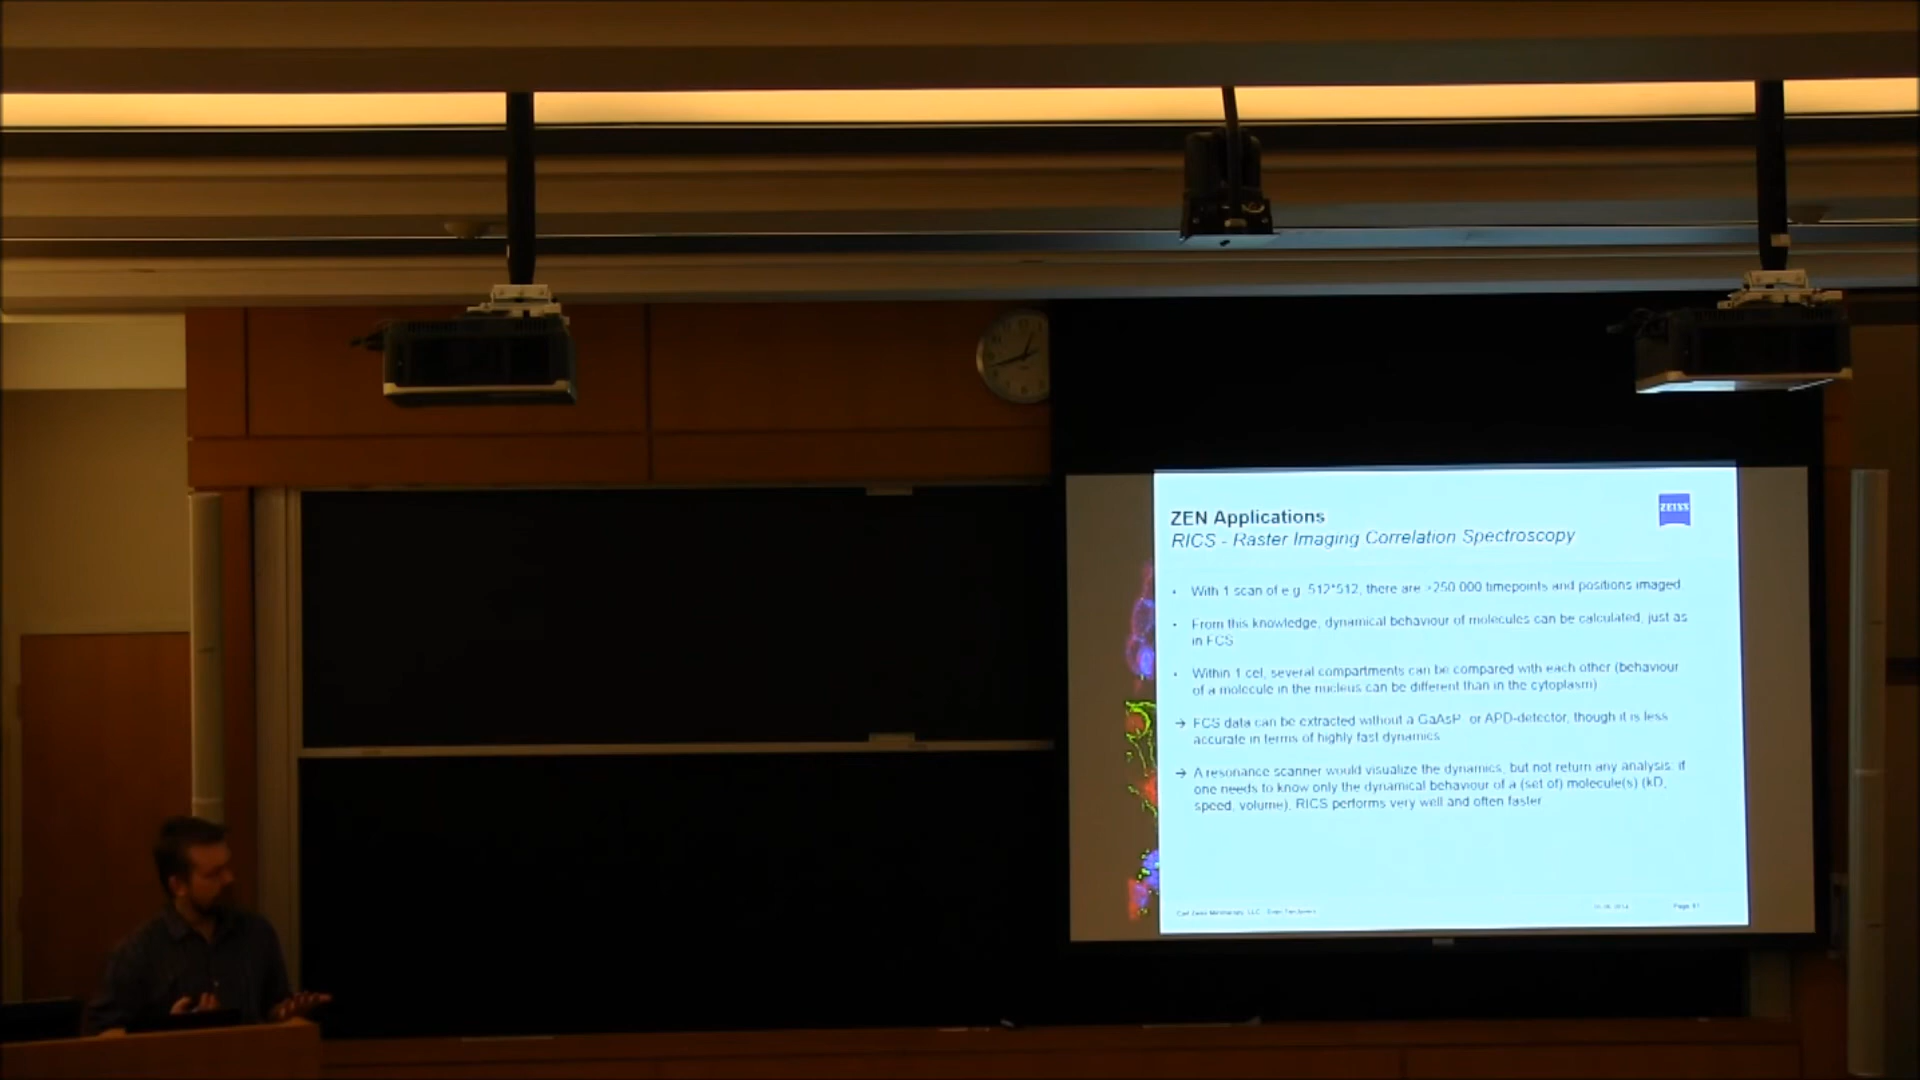 ZEN Applications
ZEISS
RICS - Raster Imaging Correlation Spectroscopy
• With 1 scan of e.g. 512*512, there are >250 000 timepoints and positions imaged
• From this knowledge, dynamical behaviour of molecules can be calculated, just as
in FCS
• Within 1 cel, several compartments can be compared with each other (behaviour
of a molecule in the nucleus can be different than in the cytoplasm)
→ FCS data can be extracted without a GaAsP or APD-detector, though it is less
accurate in terms of highly fast dynamics
→ A resonance scanner would visualize the dynamics, but not return any analysis: if
one needs to know only the dynamical behaviour of a (set of) molecule(s) (kD,
speed, volume), RICS performs very well and often faster
Carl Zeiss Microscopy, LLC
Page